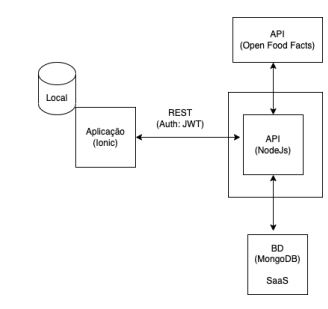 API
(Open Food Facts)
Local
Aplicação
(Ionic)
REST
(Auth: JWT)
API
(NodeJs)
BD
(MongoDB)
SaaS